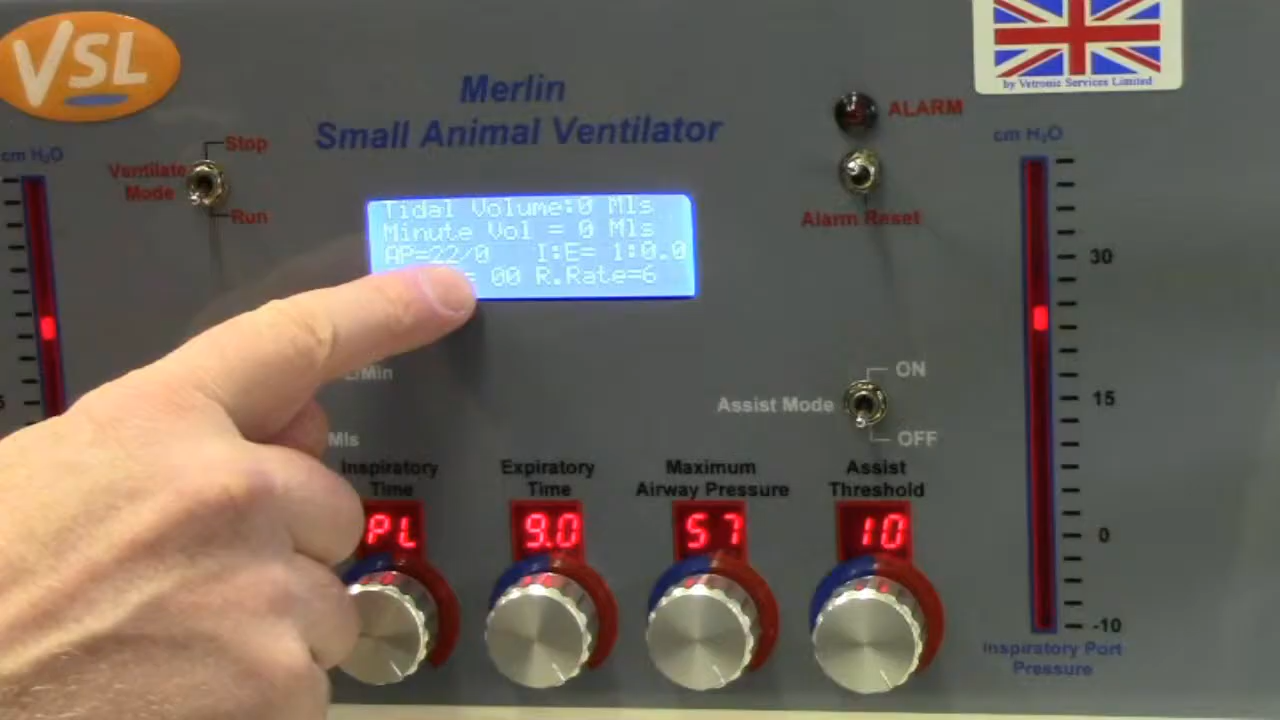 VSL
Merlin
Small Animal Ventilator
by Vetronic Services Limited
cm H₂O
Ventilate
Mode
Stop
Run
ALARM
Alarm Reset
cm H₂O
Tidal Volume:0 Mls
Minute Vol = 0 Mls
AP=22/0 I:E= 1:0.0
= 00 R.Rate=6
30
15
0
-10
Inspiratory Port
Pressure
Assist Mode
ON
OFF
/Min
Mls
5
Inspiratory
Time
Expiratory
Time
Maximum
Airway Pressure
Assist
Threshold
PL
9.0
57
10